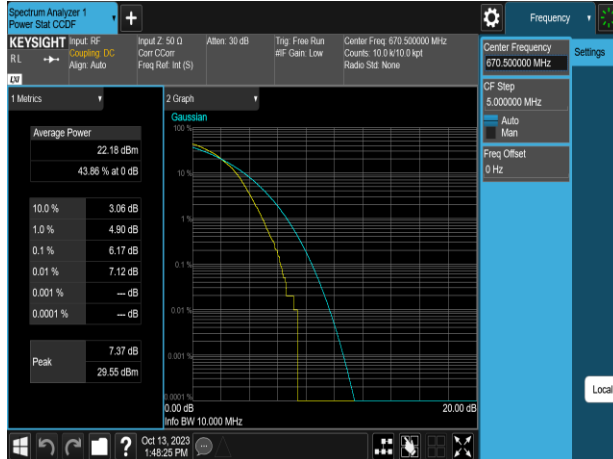 Spectrum Analyzer 1
Power Stat CCDF
+
Frequency
KEYSIGHT
RL
LXI
Input: RF
Coupling: DC
Align: Auto
Input Z: 50 Ω
Corr CCorr
Freq Ref: Int (S)
Atten: 30 dB
Trig: Free Run
#IF Gain: Low
Center Freq: 670.500000 MHz
Counts: 10.0 k/10.0 kpt
Radio Std: None
Center Frequency
670.500000 MHz
Settings
CF Step
5.000000 MHz
Auto
Man
Freq Offset
0 Hz
1 Metrics
2 Graph
Average Power
22.18 dBm
43.86 % at 0 dB
10.0 % 3.06 dB
1.0 % 4.90 dB
0.1 % 6.17 dB
0.01 % 7.12 dB
0.001 % --- dB
0.0001 % --- dB
Peak
7.37 dB
29.55 dBm
Gaussian
100 %
10 %
1 %
0.1 %
0.01 %
0.001 %
0.0001 %
0.00 dB
20.00 dB
Info BW 10.000 MHz
Local
?
Oct 13, 2023
1:48:25 PM